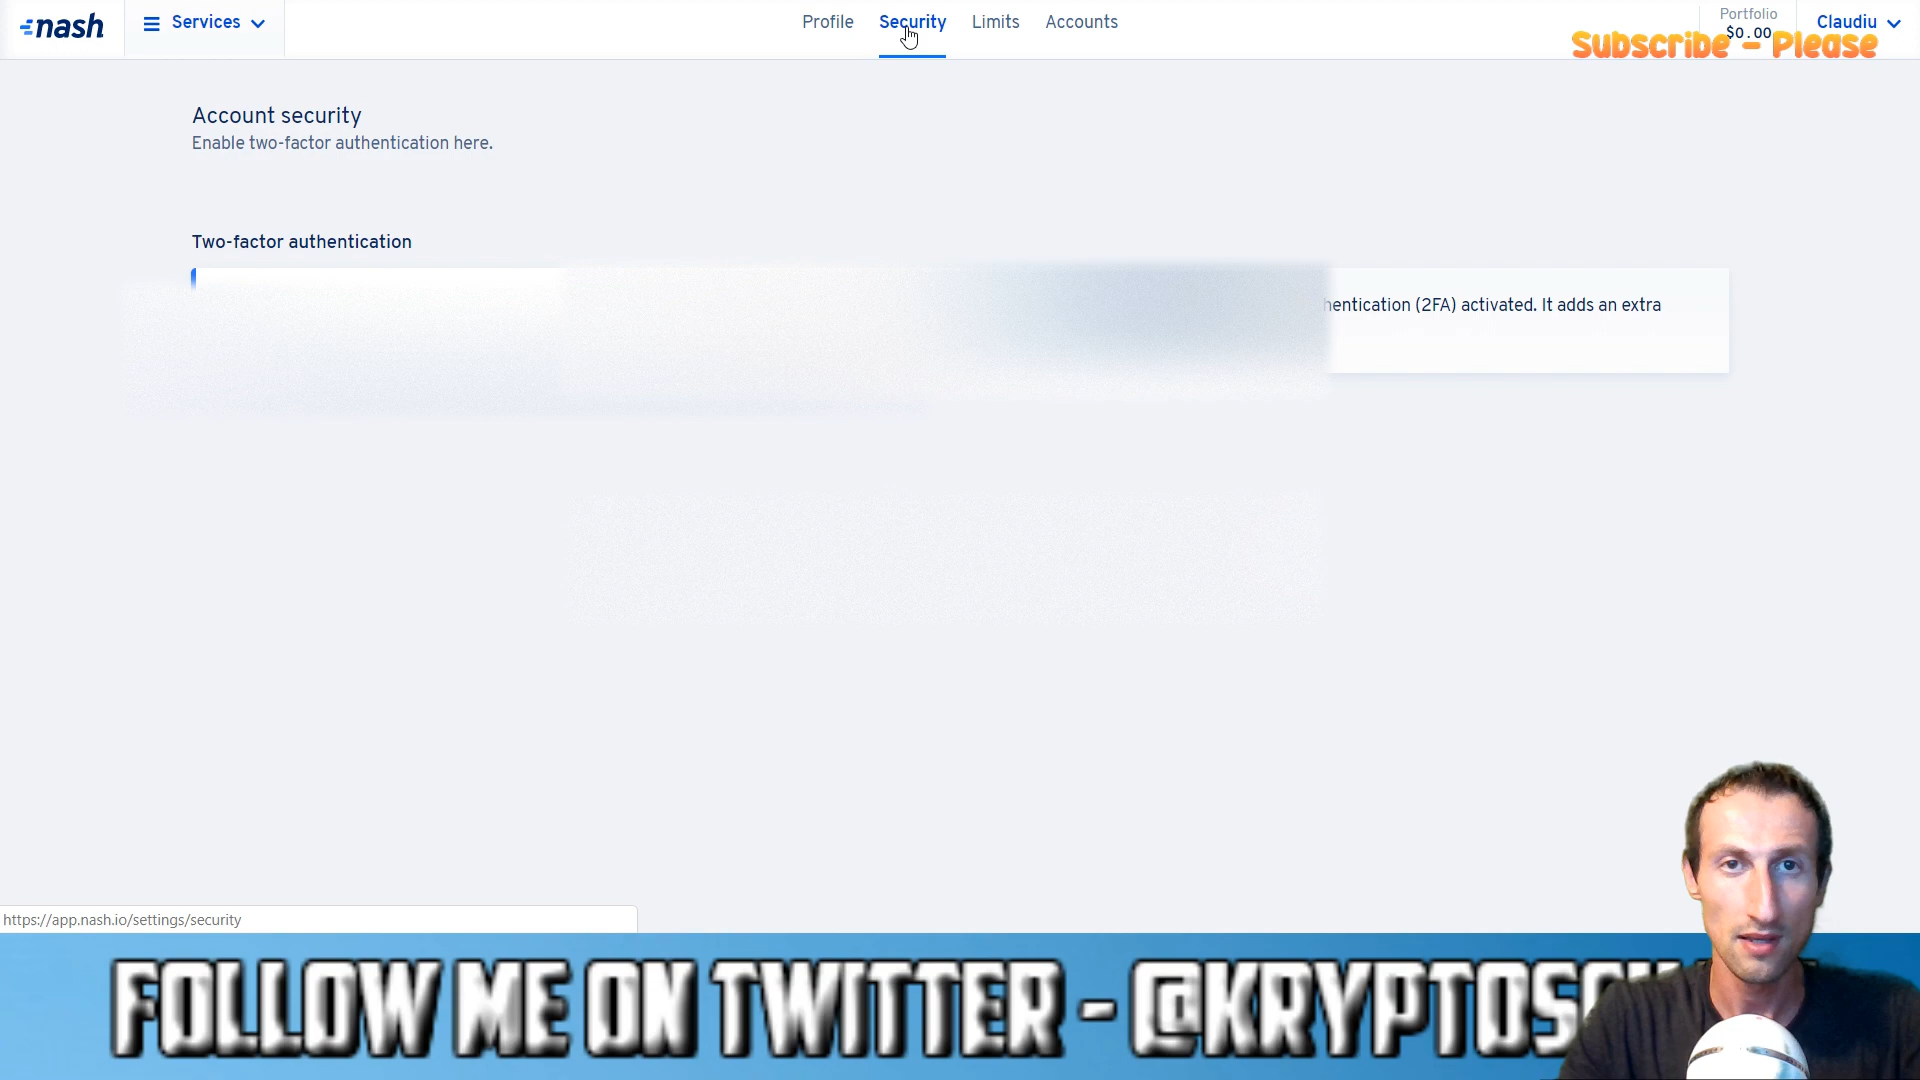 nash
Services
Profile
Security
Limits
Accounts
Portfolio
$0.00
Claudiu
Subscribe - Please
Account security
Enable two-factor authentication here.
Two-factor authentication
(2FA) activated. It adds an extra
https://app.nash.io/settings/security
FOLLOW ME ON TWITTER -